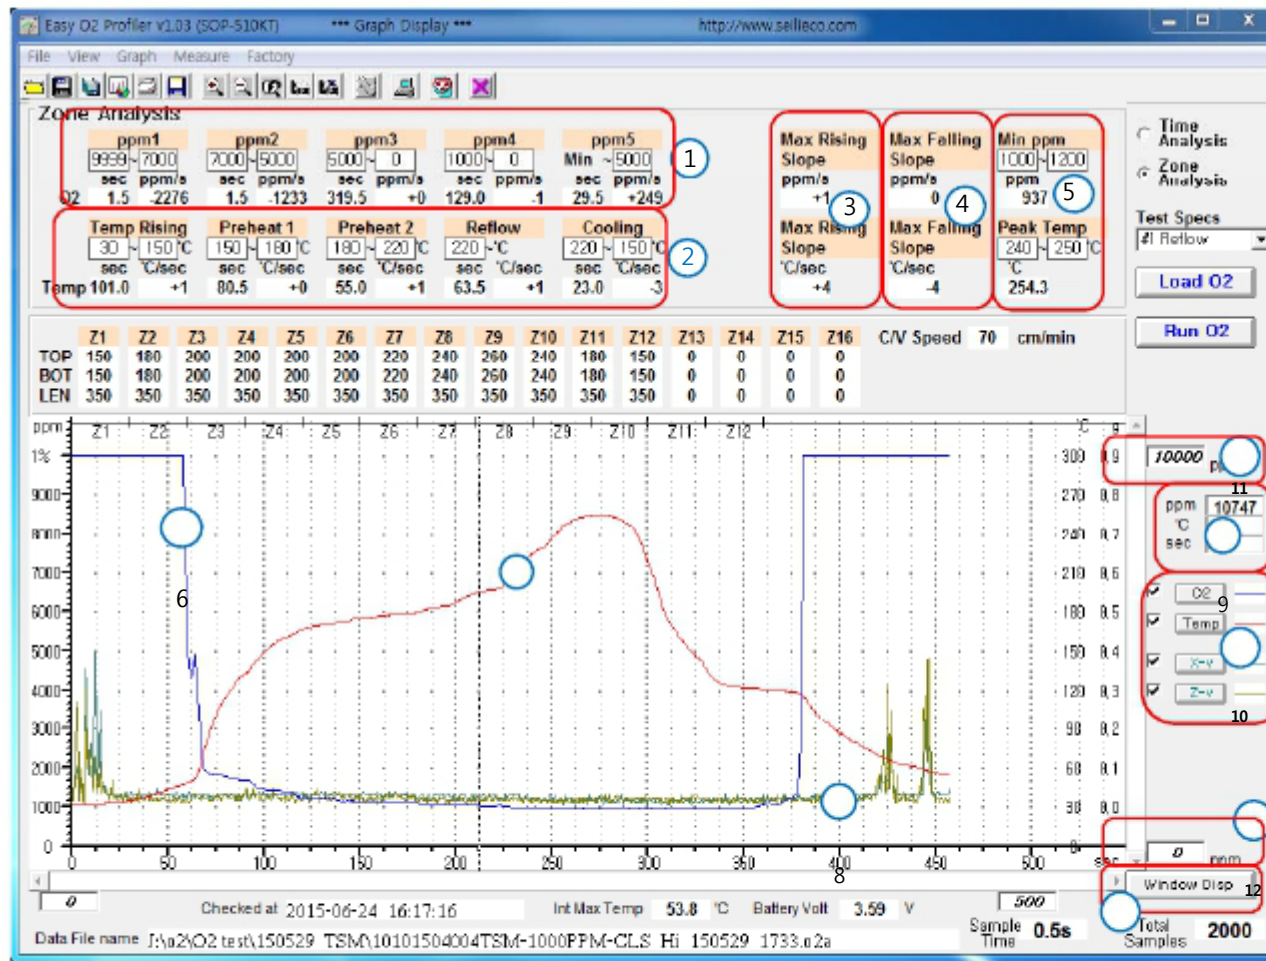 Easy O2 Profiler v1.03 (SOP-510KT) *** Graph Display *** http://www.seilieco.com
File View Graph Measure Factory
Zone Analysis
ppm1 ppm2 ppm3 ppm4 ppm5
9999 ~ 7000 7000 ~ 5000 5000 ~ 0 1000 ~ 0 Min ~ 5000
sec ppm/s sec ppm/s sec ppm/s sec ppm/s sec ppm/s
O2 1.5 -2276 1.5 -1233 319.5 +0 129.0 -1 29.5 +249
1
Temp Rising Preheat 1 Preheat 2 Reflow Cooling
30 ~ 150 °C 150 ~ 180 °C 180 ~ 220 °C 220 ~ °C 220 ~ 150 °C
sec °C/sec sec °C/sec sec °C/sec sec °C/sec sec °C/sec
Temp 101.0 +1 80.5 +0 55.0 +1 63.5 +1 23.0 -3
2
Max Rising
Slope
ppm/s
+1
3
Max Rising
Slope
°C/sec
+4
Max Falling
Slope
ppm/s
0
4
Max Falling
Slope
°C/sec
-4
Min ppm
1000 ~ 1200
ppm
937
5
Peak Temp
240 ~ 250 °C
°C
254.3
Time
Analysis
Zone
Analysis
Test Specs
#1 Reflow
Load O2
Run O2
Z1 Z2 Z3 Z4 Z5 Z6 Z7 Z8 Z9 Z10 Z11 Z12 Z13 Z14 Z15 Z16 C/V Speed 70 cm/min
TOP 150 180 200 200 200 200 220 240 260 240 180 150 0 0 0 0
BOT 150 180 200 200 200 200 220 240 260 240 180 150 0 0 0 0
LEN 350 350 350 350 350 350 350 350 350 350 350 350 0 0 0 0
ppm Z1 Z2 Z3 Z4 Z5 Z6 Z7 Z8 Z9 Z10 Z11 Z12 °C g
1% 300 0.9
9000 270 0.8
8000 240 0.7
7000 210 0.6
6000 180 0.5
5000 150 0.4
4000 120 0.3
3000 90 0.2
2000 60 0.1
1000 30 0.0
0 0
6
0 50 100 150 200 250 300 350 400 450 500 sec
8
10000
11
ppm 10747
°C
sec
O2
9
Temp
X-v
Z-v
10
0 ppm
Window Disp 12
0 500
Checked at 2015-06-24 16:17:16 Int Max Temp 53.8 °C Battery Volt 3.59 V
Sample Time 0.5s Total Samples 2000
Data File name J:\o2\O2 test\150529_TSM\10101504004TSM-1000PPM-CLS_Hi_150529_1733.o2a